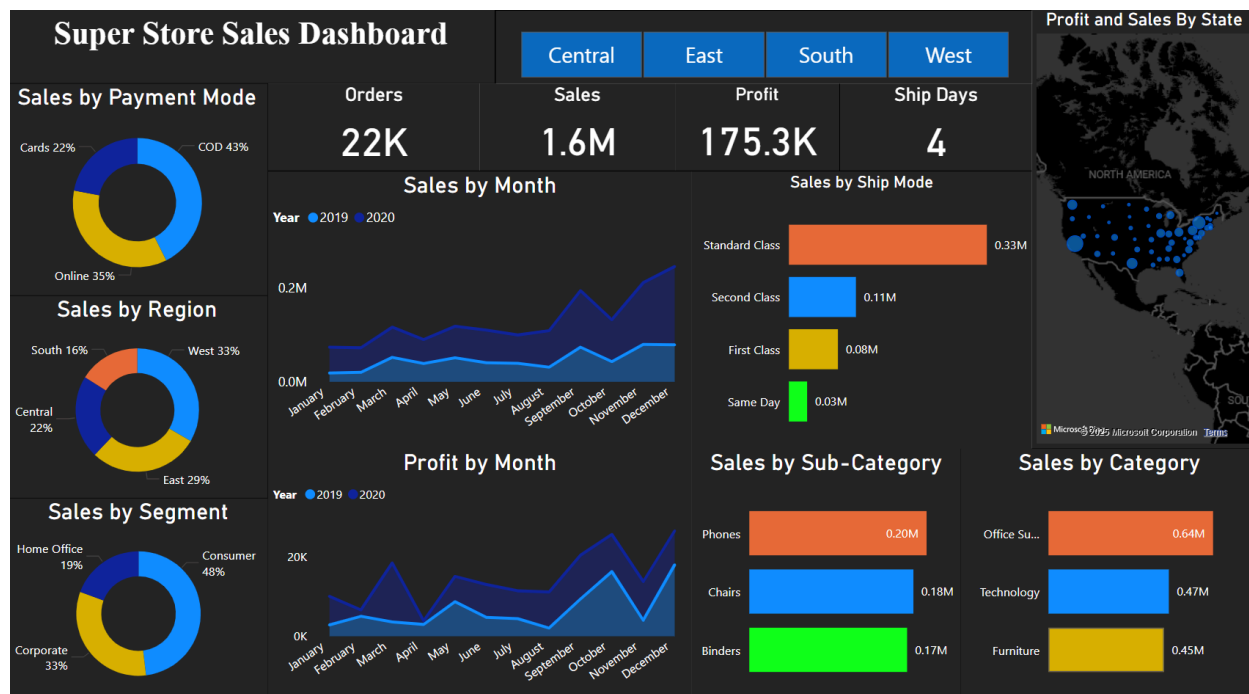 Super Store Sales Dashboard
Central
East
South
West
Profit and Sales By State
Sales by Payment Mode
Cards 22%
COD 43%
Online 35%
Orders
22K
Sales
1.6M
Profit
175.3K
Ship Days
4
Sales by Month
Year 2019 2020
0.2M
0.0M
January
February
March
April
May
June
July
August
September
October
November
December
Sales by Ship Mode
Standard Class
0.33M
Second Class
0.11M
First Class
0.08M
Same Day
0.03M
NORTH AMERICA
SOU
Microsoft Bing
© 2025 Microsoft Corporation Terms
Sales by Region
South 16%
West 33%
Central
22%
East 29%
Profit by Month
Year 2019 2020
20K
0K
January
February
March
April
May
June
July
August
September
October
November
December
Sales by Sub-Category
Phones
0.20M
Chairs
0.18M
Binders
0.17M
Sales by Category
Office Su...
0.64M
Technology
0.47M
Furniture
0.45M
Sales by Segment
Home Office
19%
Consumer
48%
Corporate
33%